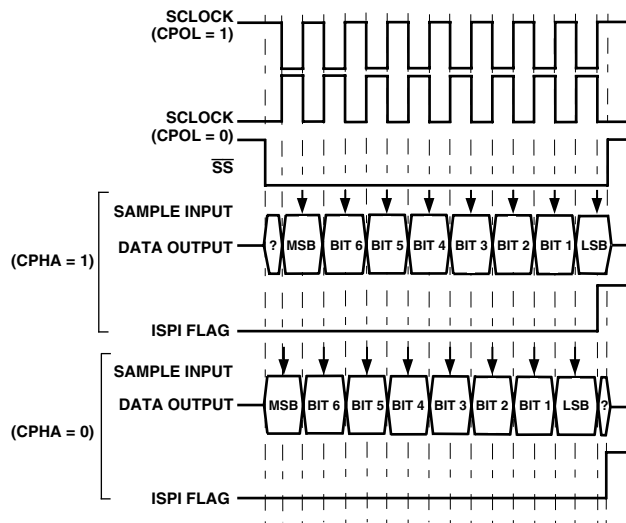 SCLOCK
(CPOL = 1)
SCLOCK
(CPOL = 0)
SS
SAMPLE INPUT
DATA OUTPUT
? MSB BIT 6 BIT 5 BIT 4 BIT 3 BIT 2 BIT 1 LSB
(CPHA = 1)
ISPI FLAG
SAMPLE INPUT
DATA OUTPUT
MSB BIT 6 BIT 5 BIT 4 BIT 3 BIT 2 BIT 1 LSB ?
(CPHA = 0)
ISPI FLAG